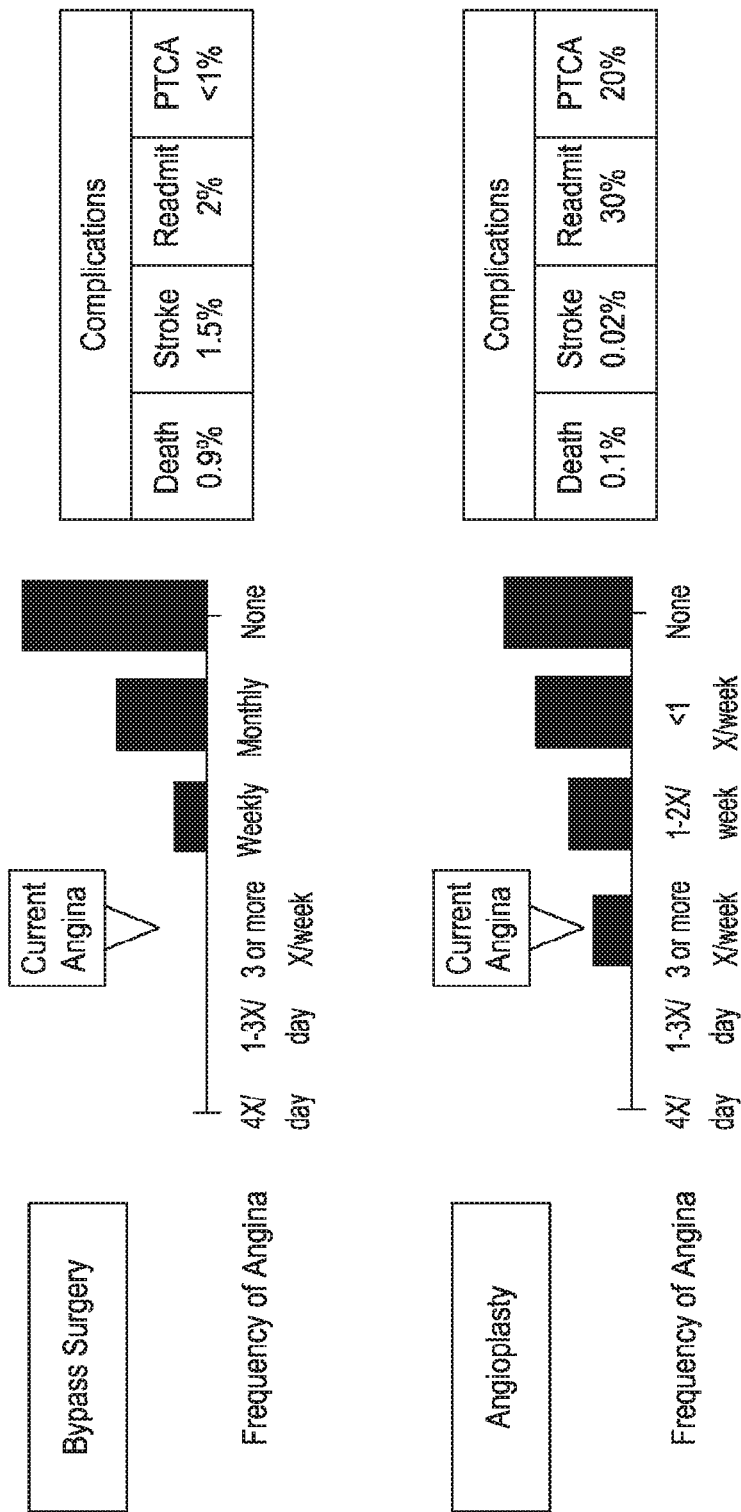 Bypass Surgery
Frequency of Angina
Current
Angina
4X/
day
1-3X/
day
3 or more
X/week
Weekly
Monthly
None
Complications
Death
0.9%
Stroke
1.5%
Readmit
2%
PTCA
<1%
Angioplasty
Frequency of Angina
Current
Angina
4X/
day
1-3X/
day
3 or more
X/week
1-2X/
week
<1
X/week
None
Complications
Death
0.1%
Stroke
0.02%
Readmit
30%
PTCA
20%